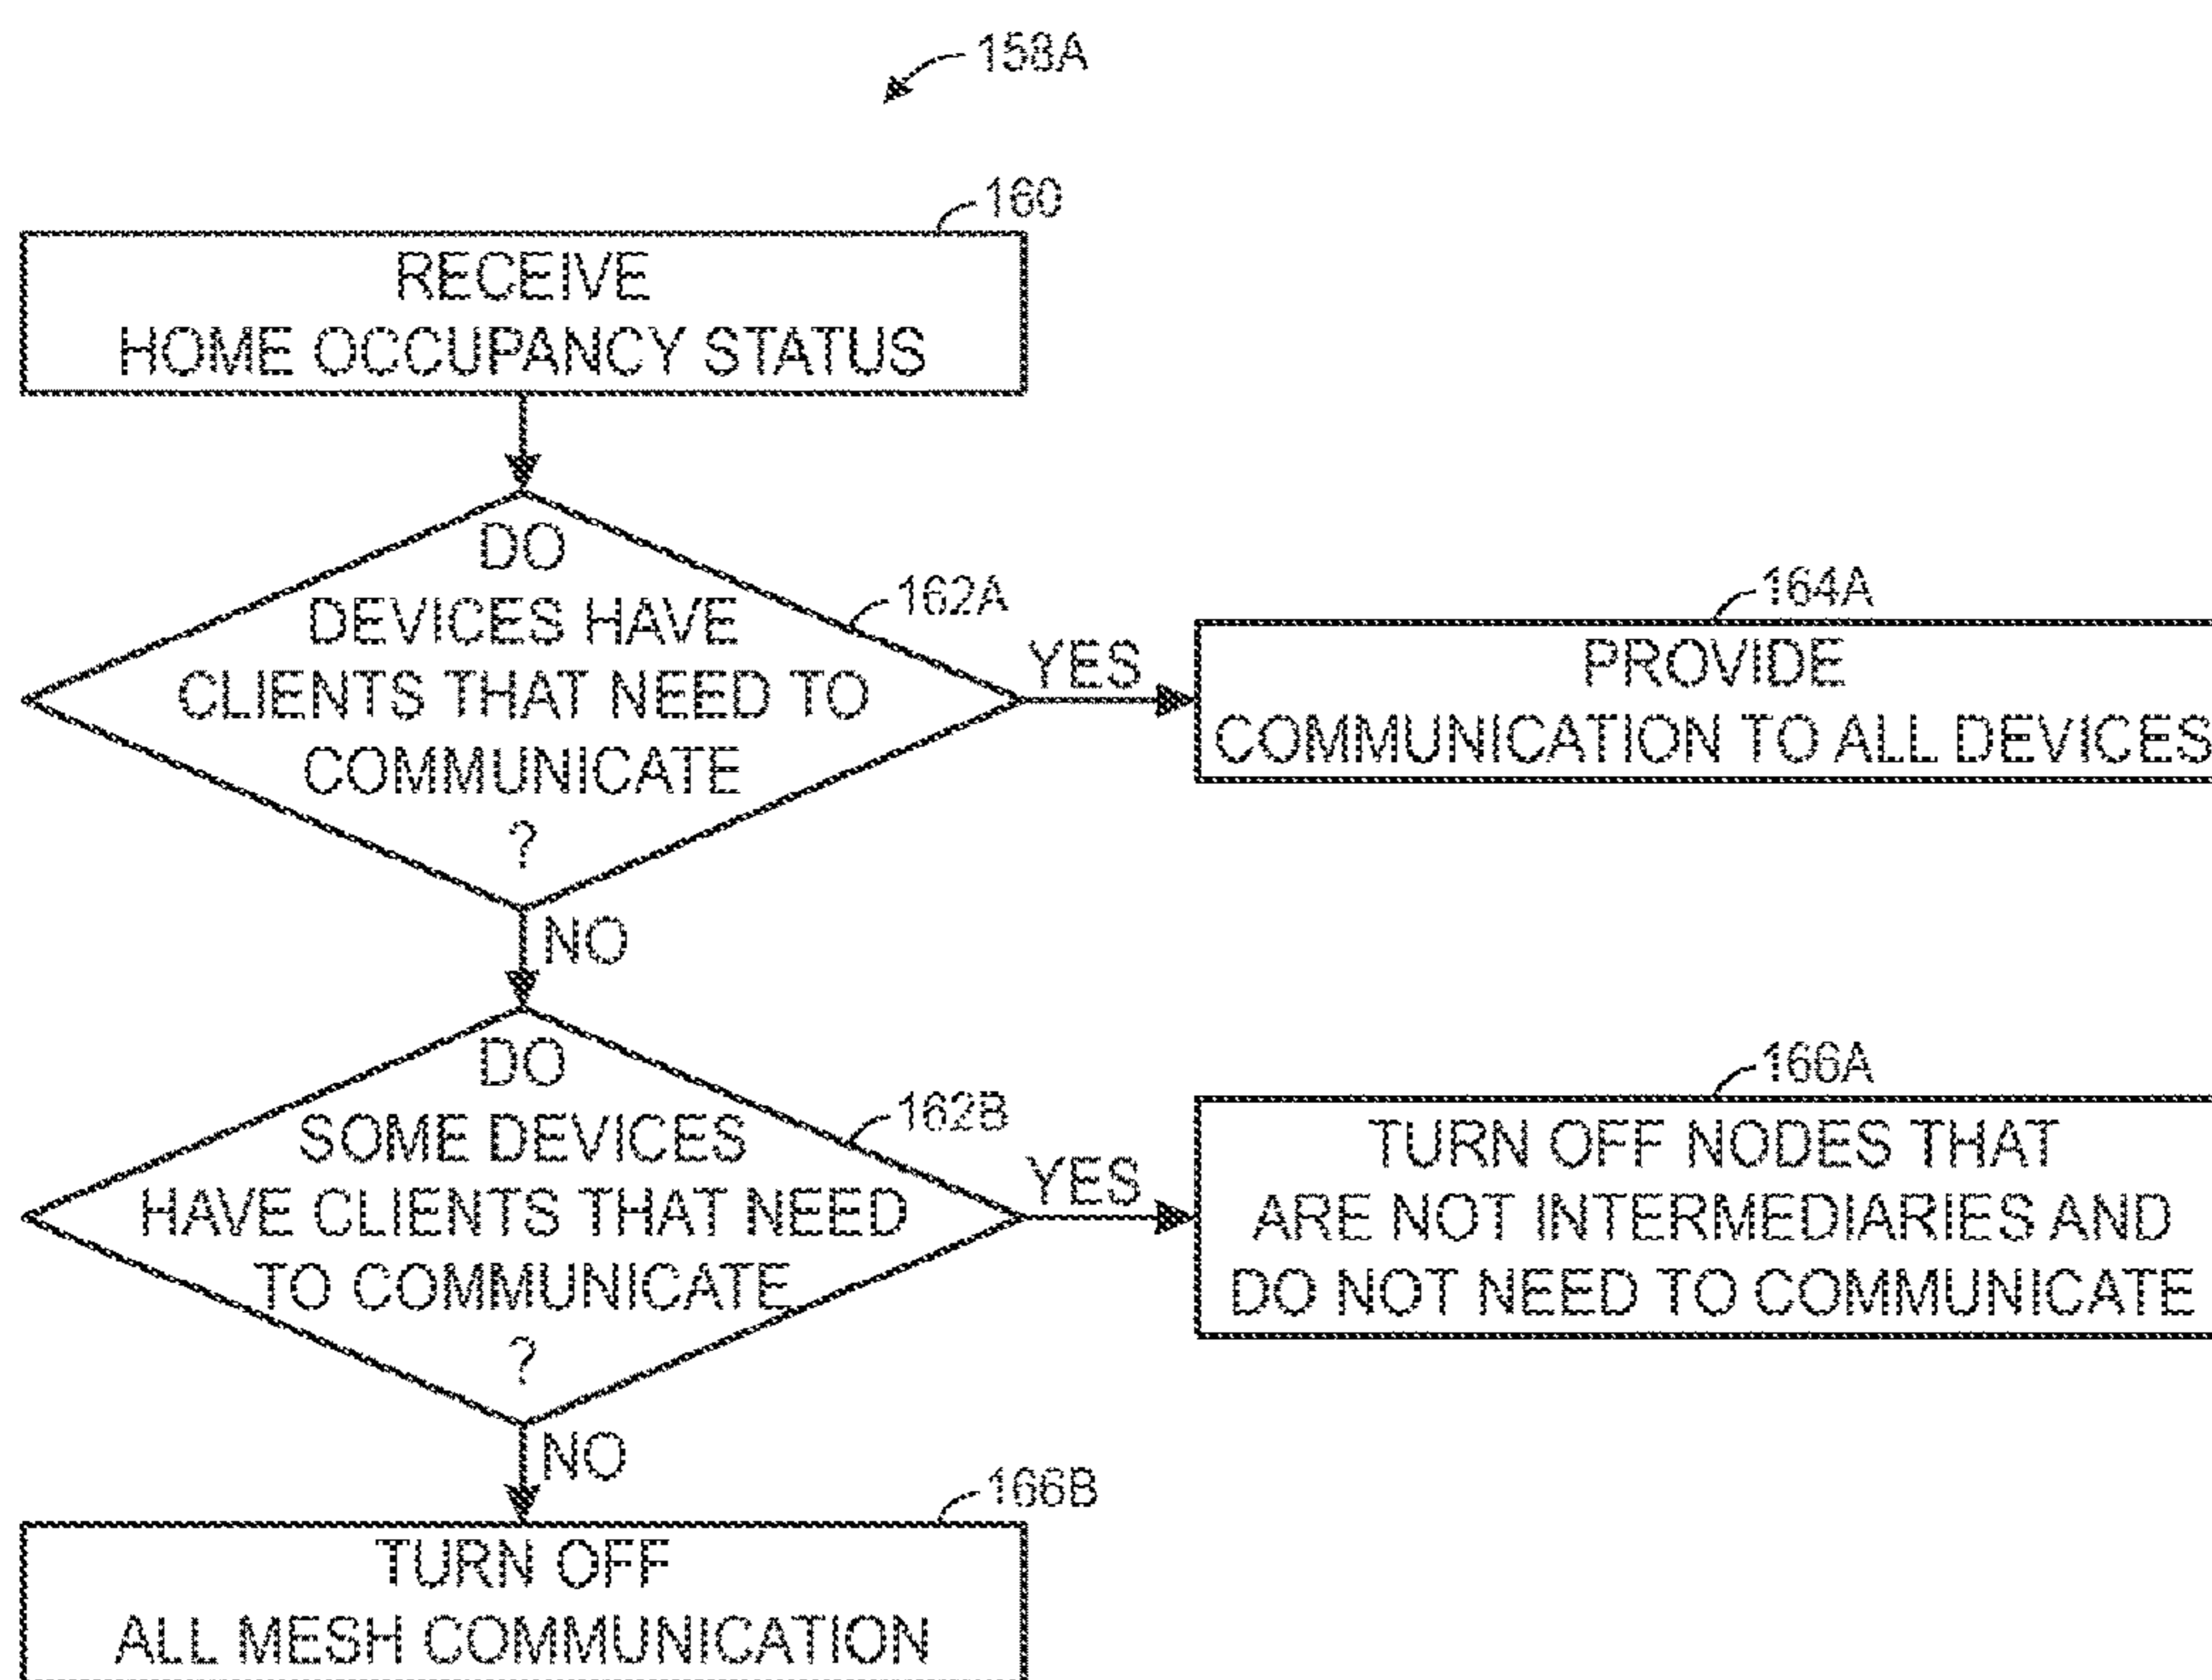 158A
160
RECEIVE
HOME OCCUPANCY STATUS
DO
DEVICES HAVE
CLIENTS THAT NEED TO
COMMUNICATE
?
162A
YES
164A
PROVIDE
COMMUNICATION TO ALL DEVICES
NO
DO
SOME DEVICES
HAVE CLIENTS THAT NEED
TO COMMUNICATE
?
162B
YES
166A
TURN OFF NODES THAT
ARE NOT INTERMEDIARIES AND
DO NOT NEED TO COMMUNICATE
NO
166B
TURN OFF
ALL MESH COMMUNICATION